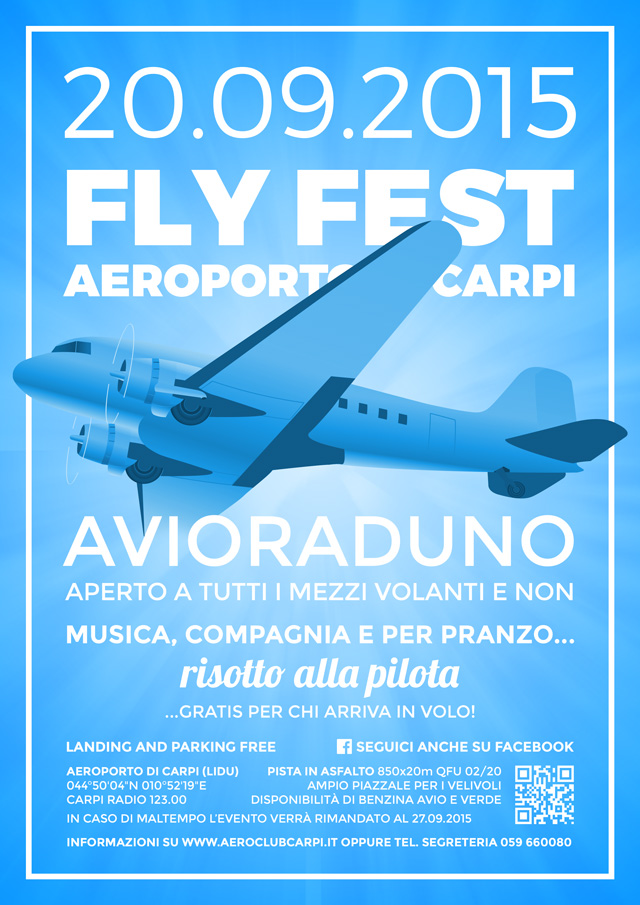 20.09.2015
FLY FEST
AEROPORTO CARPI
AVIORADUNO
APERTO A TUTTI I MEZZI VOLANTI E NON
MUSICA, COMPAGNIA E PER PRANZO...
risotto alla pilota
...GRATIS PER CHI ARRIVA IN VOLO!
LANDING AND PARKING FREE
SEGUICI ANCHE SU FACEBOOK
AEROPORTO DI CARPI (LIDU)
044°50'04"N 010°52'19"E
CARPI RADIO 123.00
PISTA IN ASFALTO 850x20m QFU 02/20
AMPIO PIAZZALE PER I VELIVOLI
DISPONIBILITÀ DI BENZINA AVIO E VERDE
IN CASO DI MALTEMPO L'EVENTO VERRÀ RIMANDATO AL 27.09.2015
INFORMAZIONI SU WWW.AEROCLUBCARPI.IT OPPURE TEL. SEGRETERIA 059 660080